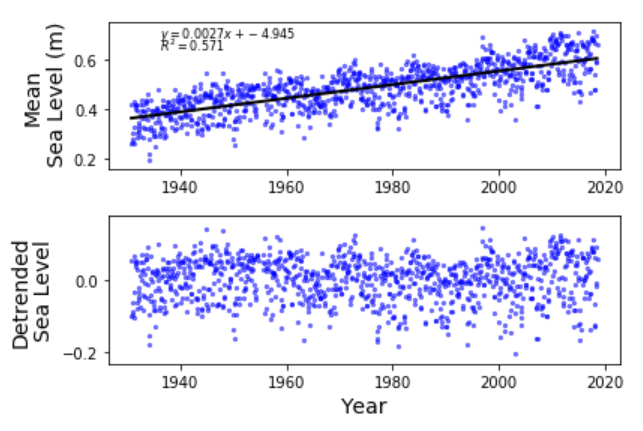 y = 0.0027x + − 4.945
R² = 0.571
Mean
Sea Level (m)
0.6
0.4
0.2
1940 1960 1980 2000 2020
Detrended
Sea Level
0.0
−0.2
1940 1960 1980 2000 2020
Year